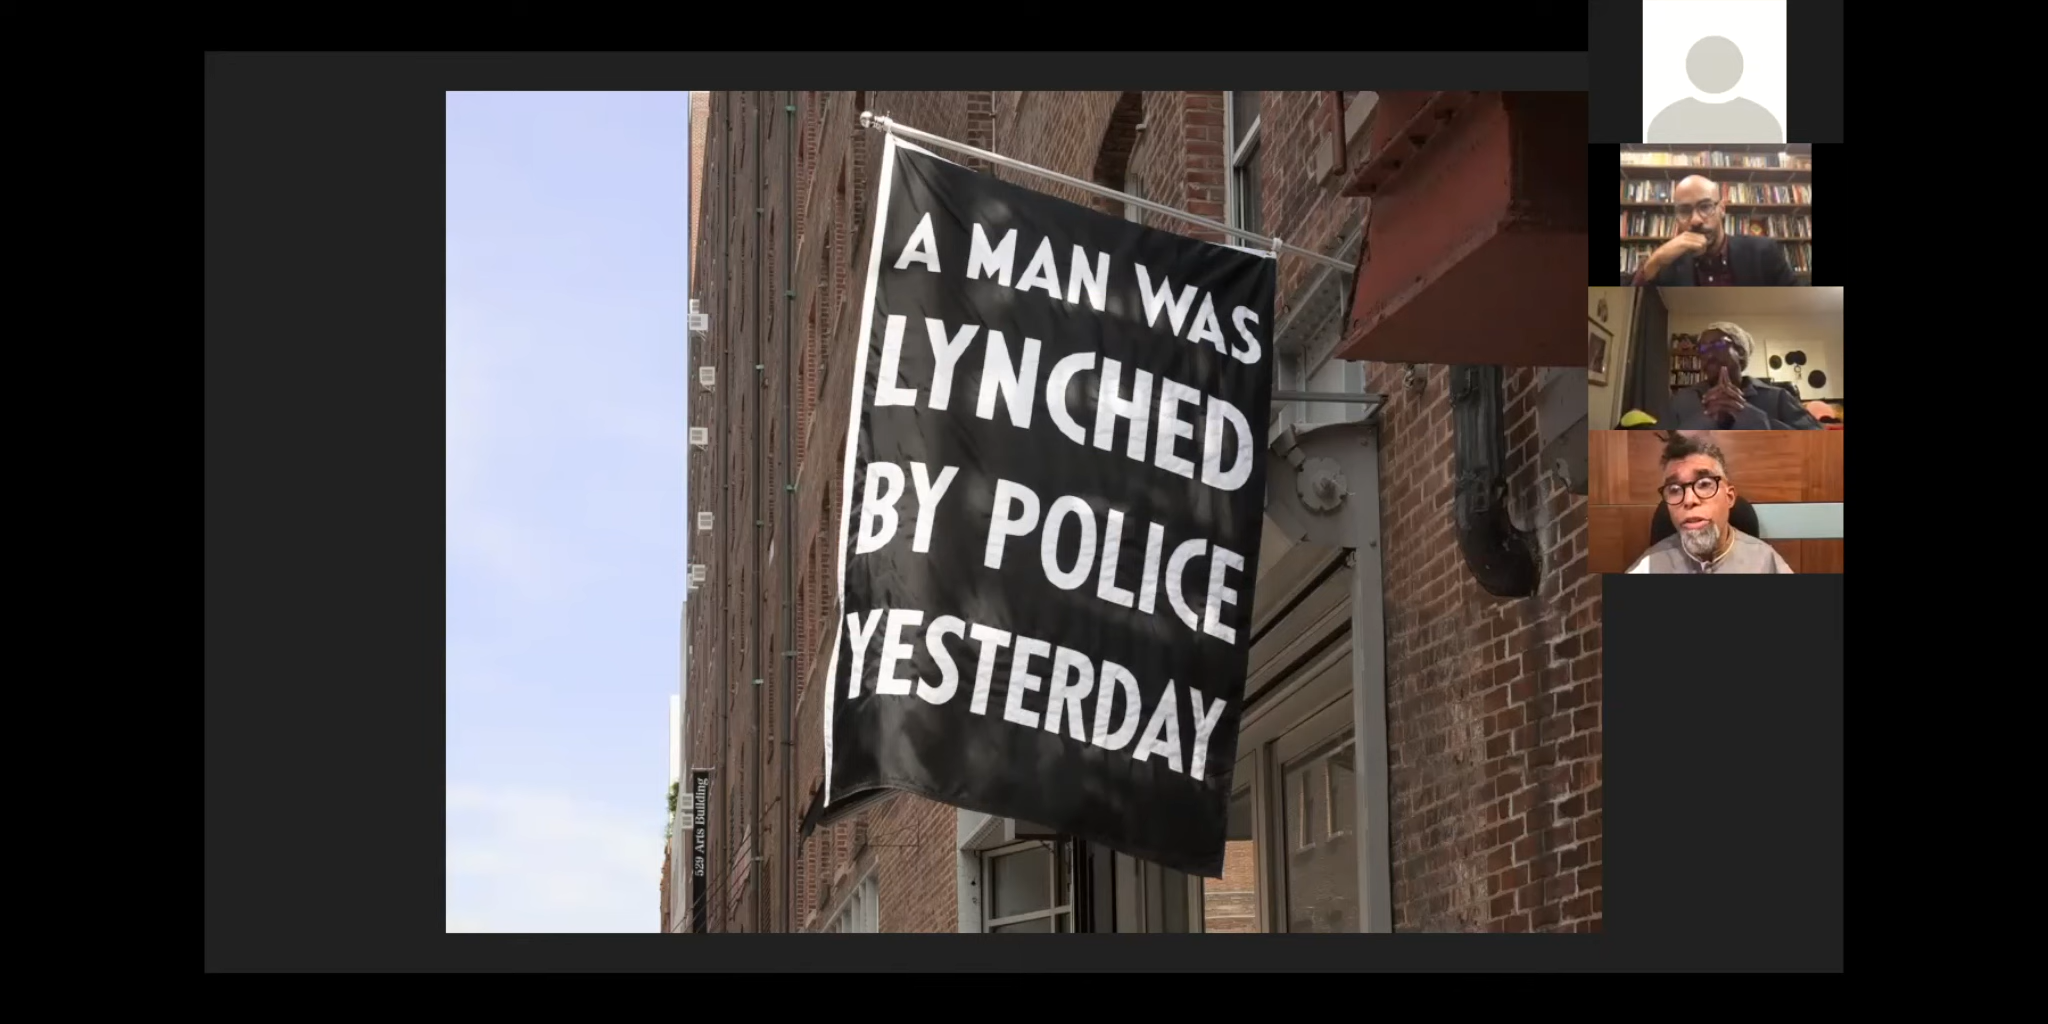 A MAN WAS
LYNCHED
BY POLICE
YESTERDAY
529 Arts Building